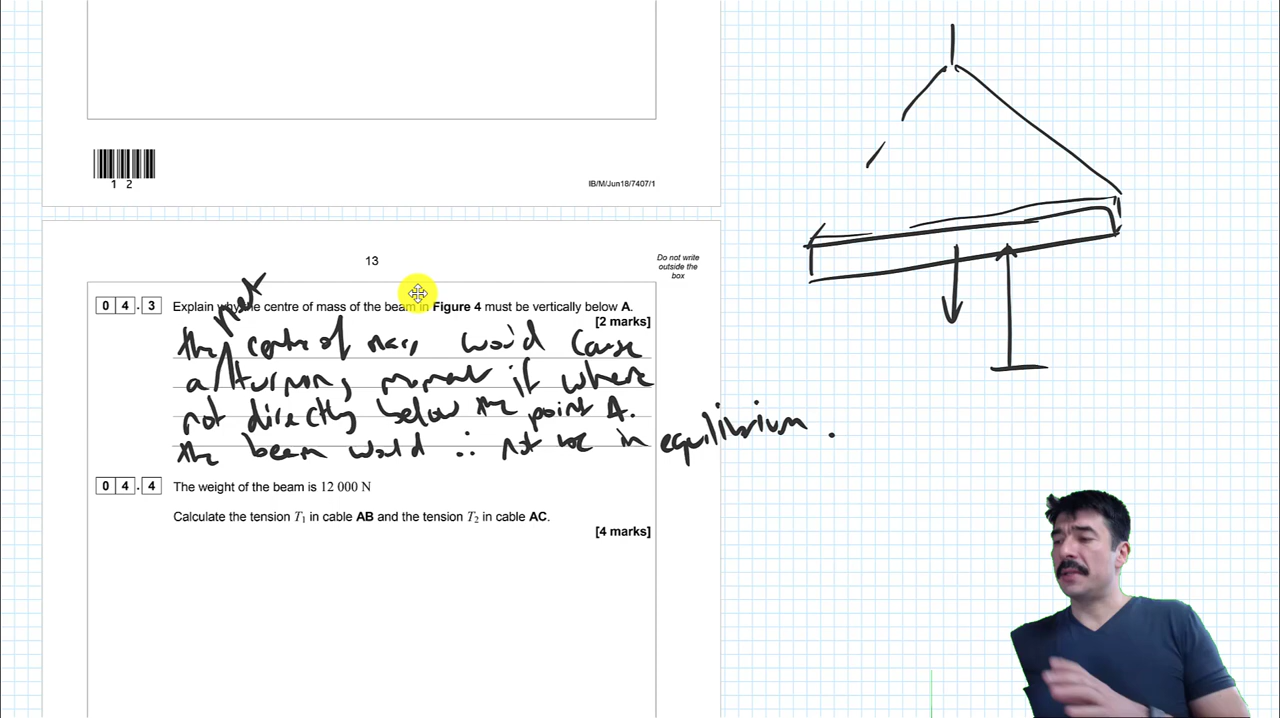 1 2
IB/M/Jun18/7407/1
13
Do not write
outside the
box
0 4 . 3 Explain why the centre of mass of the beam in Figure 4 must be vertically below A.
[2 marks]
net
the centre of mass would cause
a turning moment if where
not directly below the point A.
the beam would ∴ not be in equilibrium.
0 4 . 4 The weight of the beam is 12 000 N
Calculate the tension T₁ in cable AB and the tension T₂ in cable AC.
[4 marks]